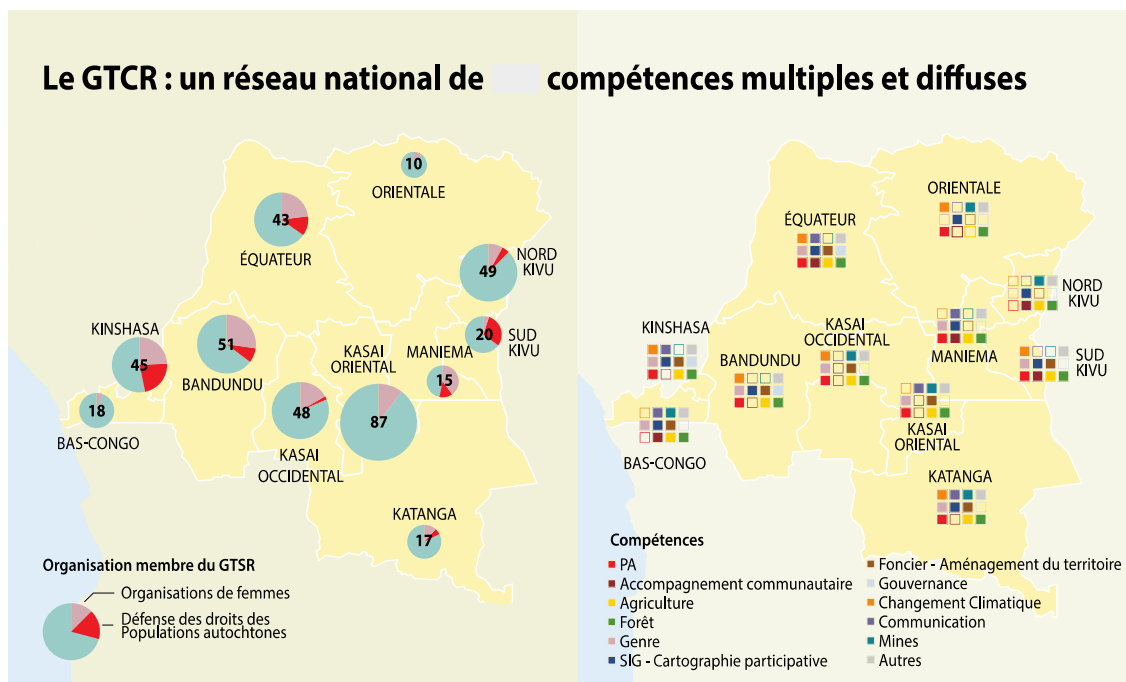 Le GTCR : un réseau national de compétences multiples et diffuses
10
ORIENTALE
43
ÉQUATEUR
49
NORD
KIVU
KINSHASA
45
51
BANDUNDU
KASAI
ORIENTAL
87
MANIEMA
15
20
SUD
KIVU
18
BAS-CONGO
48
KASAI
OCCIDENTAL
KATANGA
17
Organisation membre du GTSR
Organisations de femmes
Défense des droits des
Populations autochtones
ORIENTALE
ÉQUATEUR
NORD
KIVU
KINSHASA
BANDUNDU
KASAI
OCCIDENTAL
MANIEMA
SUD
KIVU
BAS-CONGO
KASAI
ORIENTAL
KATANGA
Compétences
PA
Accompagnement communautaire
Agriculture
Forêt
Genre
SIG - Cartographie participative
Foncier - Aménagement du territoire
Gouvernance
Changement Climatique
Communication
Mines
Autres